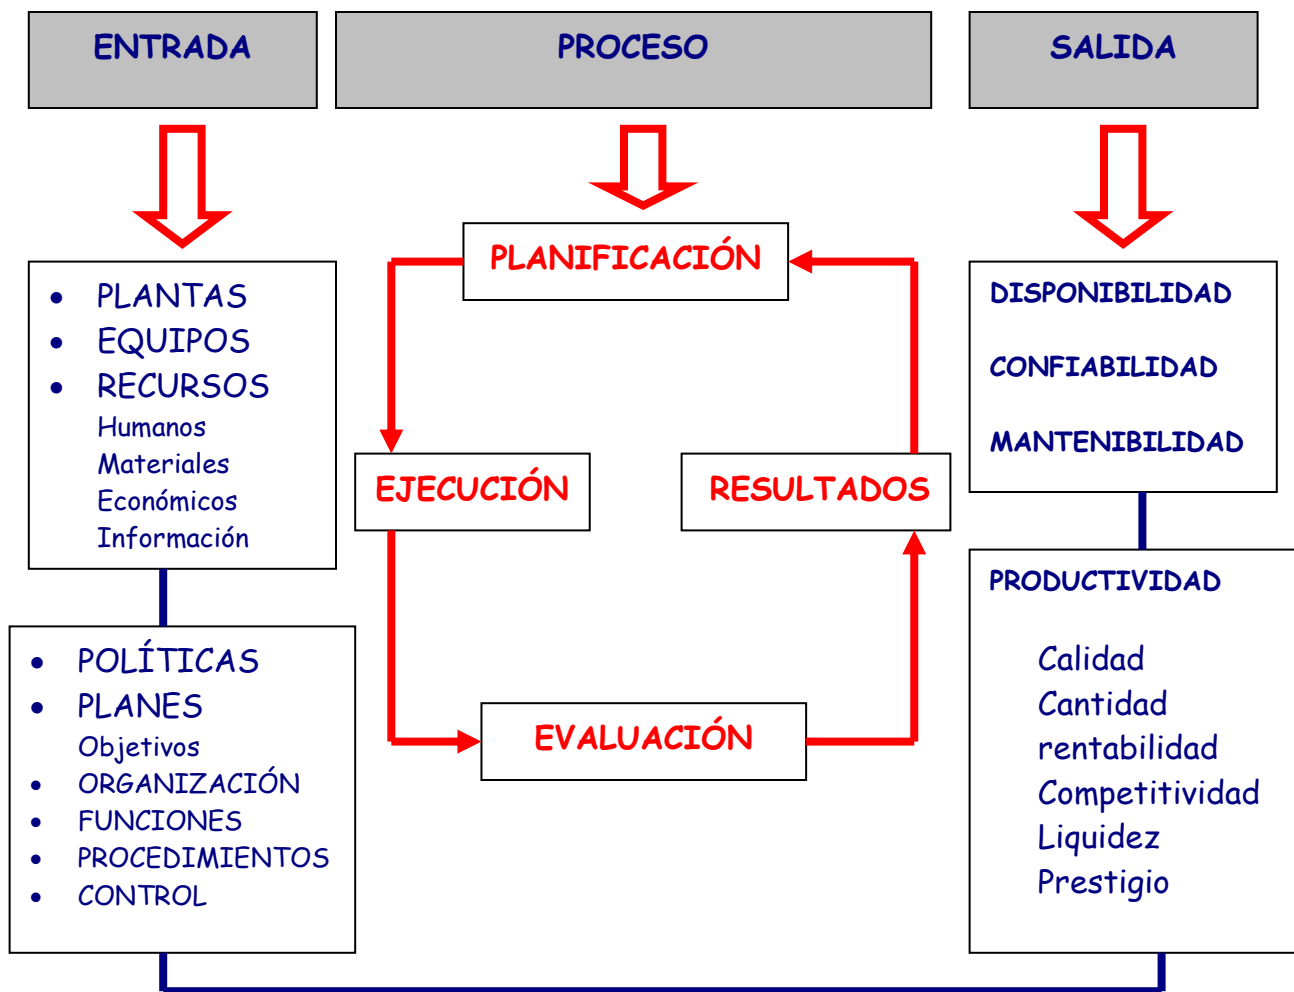 ENTRADA
PROCESO
SALIDA
• PLANTAS
• EQUIPOS
• RECURSOS
Humanos
Materiales
Económicos
Información
• POLÍTICAS
• PLANES
Objetivos
• ORGANIZACIÓN
• FUNCIONES
• PROCEDIMIENTOS
• CONTROL
PLANIFICACIÓN
EJECUCIÓN
RESULTADOS
EVALUACIÓN
DISPONIBILIDAD
CONFIABILIDAD
MANTENIBILIDAD
PRODUCTIVIDAD
Calidad
Cantidad
rentabilidad
Competitividad
Liquidez
Prestigio